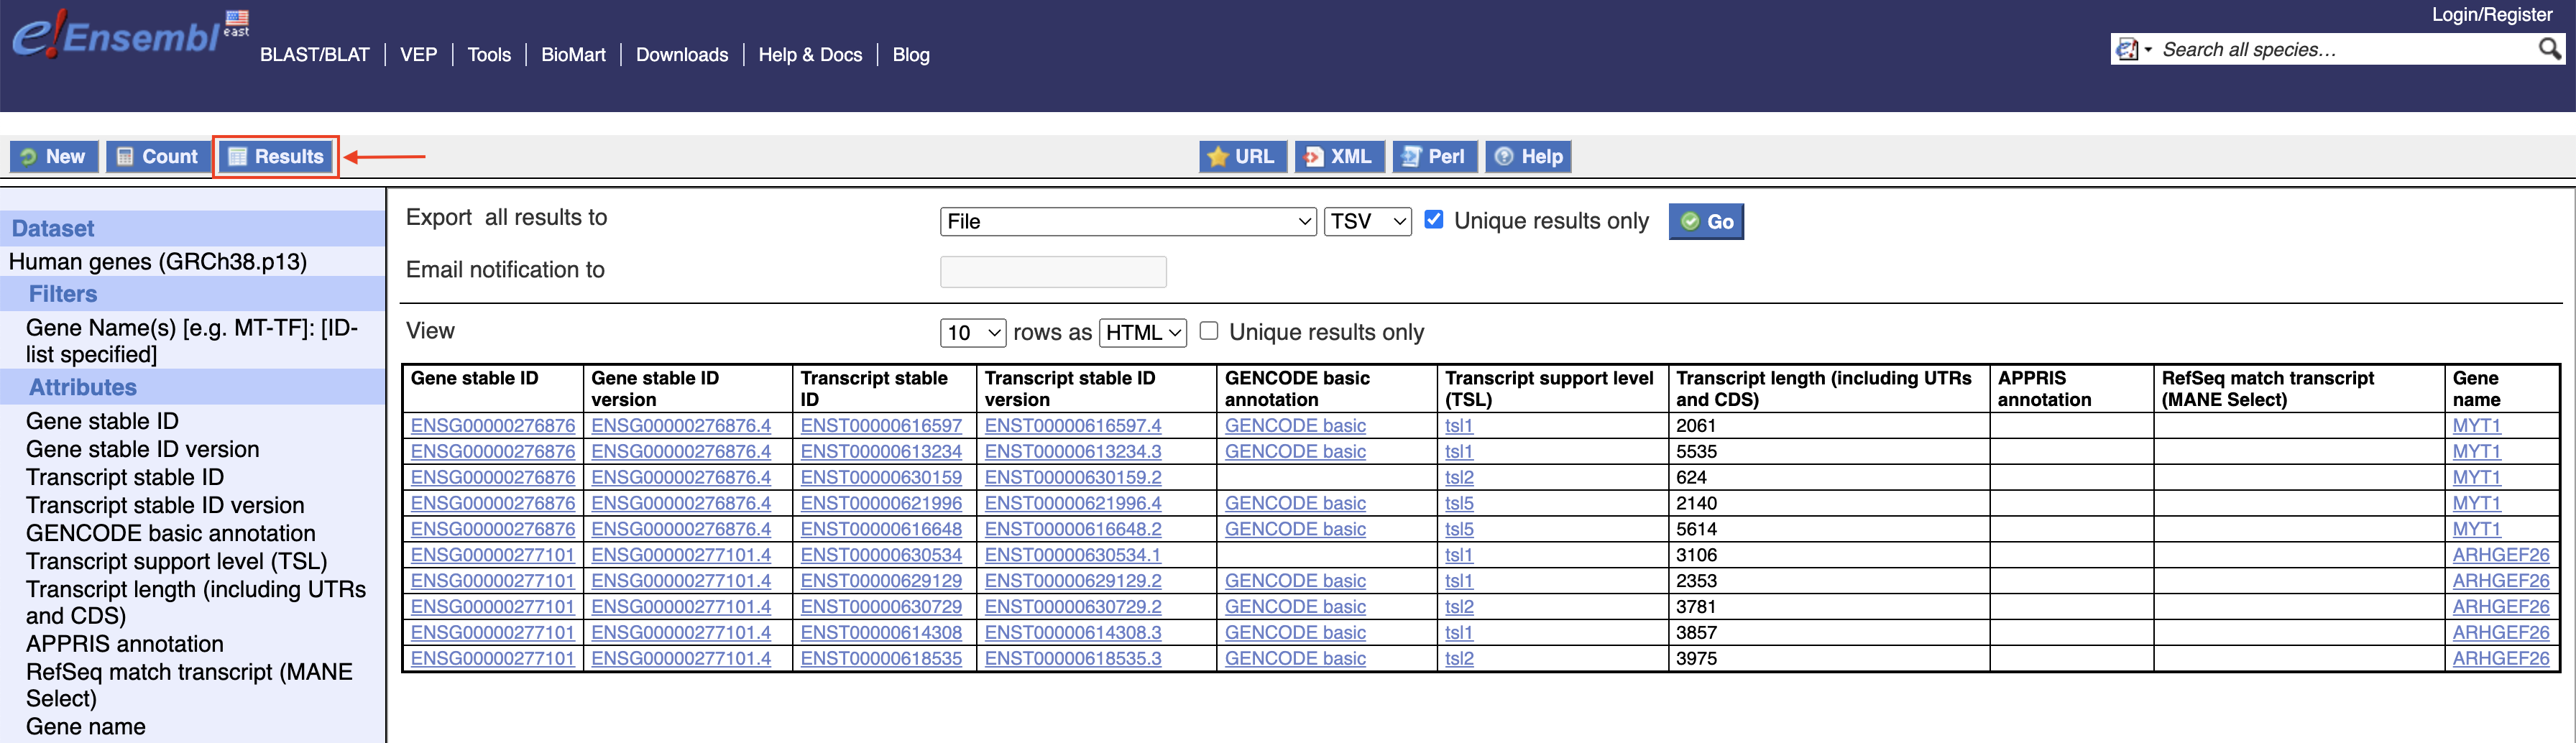 Login/Register
e!Ensembl east
BLAST/BLAT | VEP | Tools | BioMart | Downloads | Help & Docs | Blog
Search all species...
New Count Results URL XML Perl Help
Dataset
Human genes (GRCh38.p13)
Filters
Gene Name(s) [e.g. MT-TF]: [ID-
list specified]
Attributes
Gene stable ID
Gene stable ID version
Transcript stable ID
Transcript stable ID version
GENCODE basic annotation
Transcript support level (TSL)
Transcript length (including UTRs
and CDS)
APPRIS annotation
RefSeq match transcript (MANE
Select)
Gene name
Export all results to File TSV Unique results only Go
Email notification to
View 10 rows as HTML Unique results only
Gene stable ID | Gene stable ID version | Transcript stable ID | Transcript stable ID version | GENCODE basic annotation | Transcript support level (TSL) | Transcript length (including UTRs and CDS) | APPRIS annotation | RefSeq match transcript (MANE Select) | Gene name
ENSG00000276876 ENSG00000276876.4 ENST00000616597 ENST00000616597.4 GENCODE basic tsl1 2061 MYT1
ENSG00000276876 ENSG00000276876.4 ENST00000613234 ENST00000613234.3 GENCODE basic tsl1 5535 MYT1
ENSG00000276876 ENSG00000276876.4 ENST00000630159 ENST00000630159.2 tsl2 624 MYT1
ENSG00000276876 ENSG00000276876.4 ENST00000621996 ENST00000621996.4 GENCODE basic tsl5 2140 MYT1
ENSG00000276876 ENSG00000276876.4 ENST00000616648 ENST00000616648.2 GENCODE basic tsl5 5614 MYT1
ENSG00000277101 ENSG00000277101.4 ENST00000630534 ENST00000630534.1 tsl1 3106 ARHGEF26
ENSG00000277101 ENSG00000277101.4 ENST00000629129 ENST00000629129.2 GENCODE basic tsl1 2353 ARHGEF26
ENSG00000277101 ENSG00000277101.4 ENST00000630729 ENST00000630729.2 GENCODE basic tsl2 3781 ARHGEF26
ENSG00000277101 ENSG00000277101.4 ENST00000614308 ENST00000614308.3 GENCODE basic tsl1 3857 ARHGEF26
ENSG00000277101 ENSG00000277101.4 ENST00000618535 ENST00000618535.3 GENCODE basic tsl2 3975 ARHGEF26